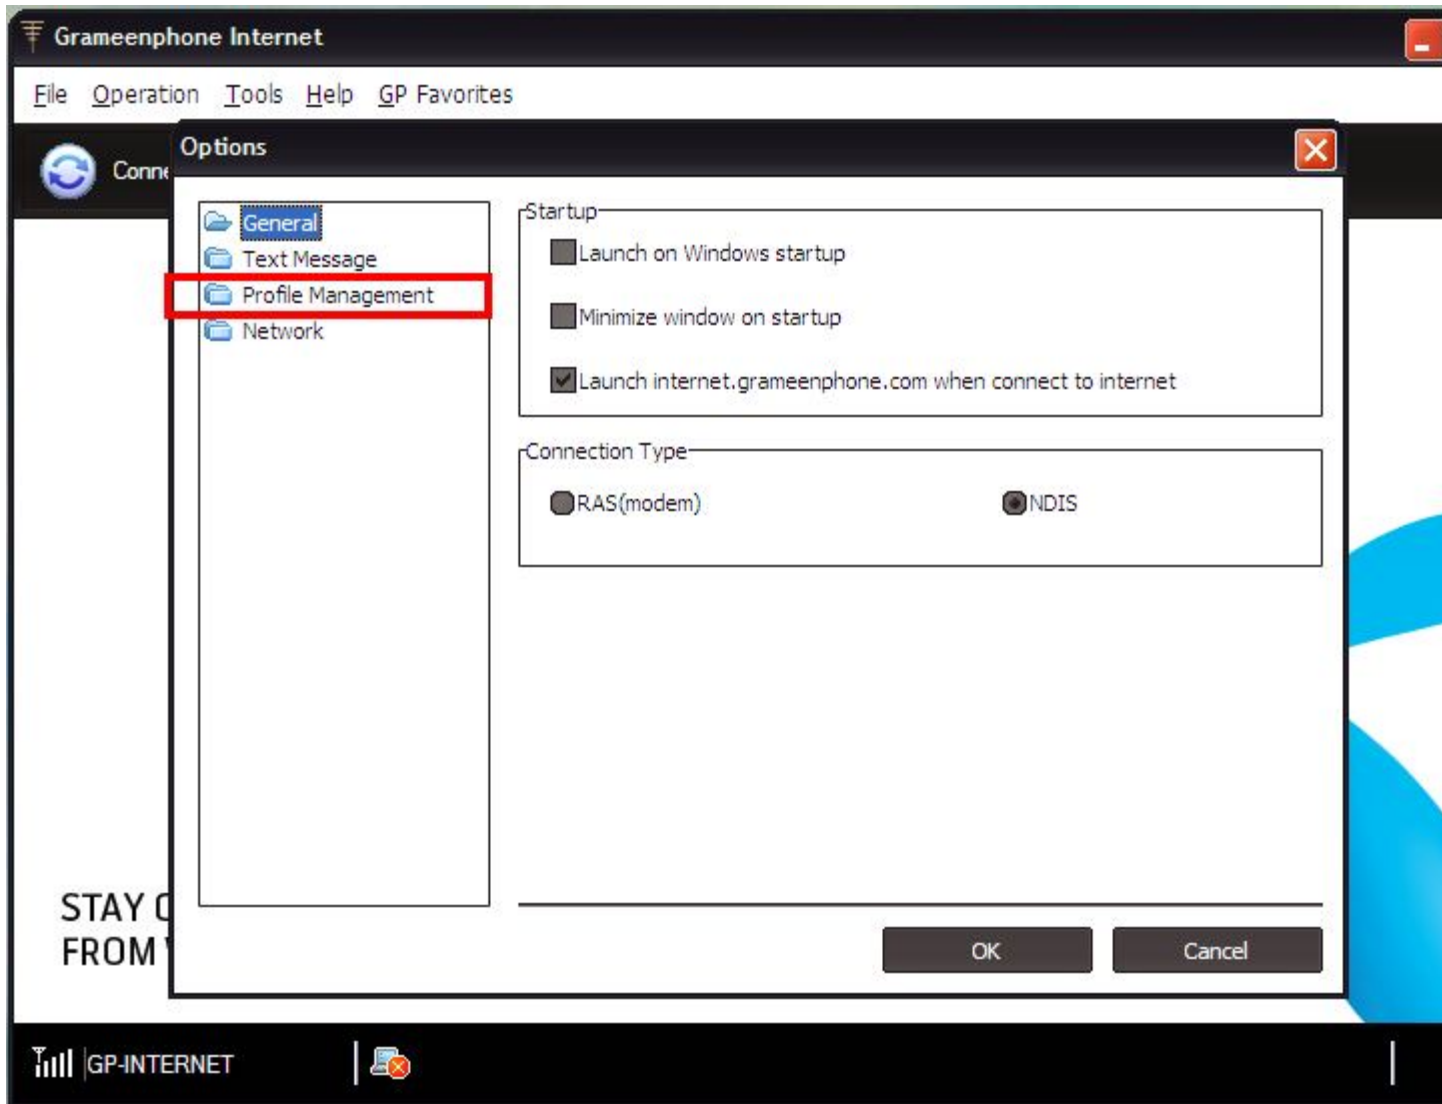 Grameenphone Internet
File Operation Tools Help GP Favorites
Options
General
Text Message
Profile Management
Network
Startup
Launch on Windows startup
Minimize window on startup
Launch internet.grameenphone.com when connect to internet
Connection Type
RAS(modem) NDIS
STAY
FROM
OK Cancel
GP-INTERNET